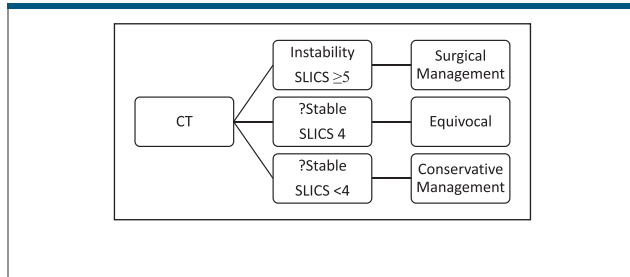 CT
Instability
SLICS ≥5
Surgical
Management
?Stable
SLICS 4
Equivocal
?Stable
SLICS <4
Conservative
Management